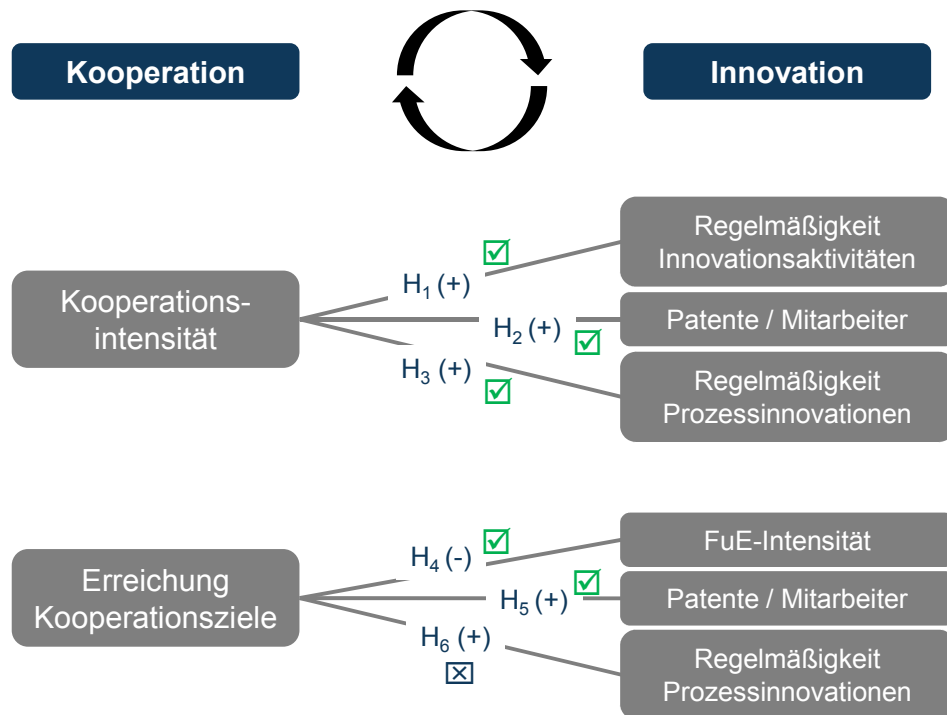 Kooperation
Innovation
Regelmäßigkeit
Innovationsaktivitäten
Kooperations-
intensität
H₁ (+)
H₂ (+)
H₃ (+)
Patente / Mitarbeiter
Regelmäßigkeit
Prozessinnovationen
Erreichung
Kooperationsziele
H₄ (-)
H₅ (+)
H₆ (+)
FuE-Intensität
Patente / Mitarbeiter
Regelmäßigkeit
Prozessinnovationen